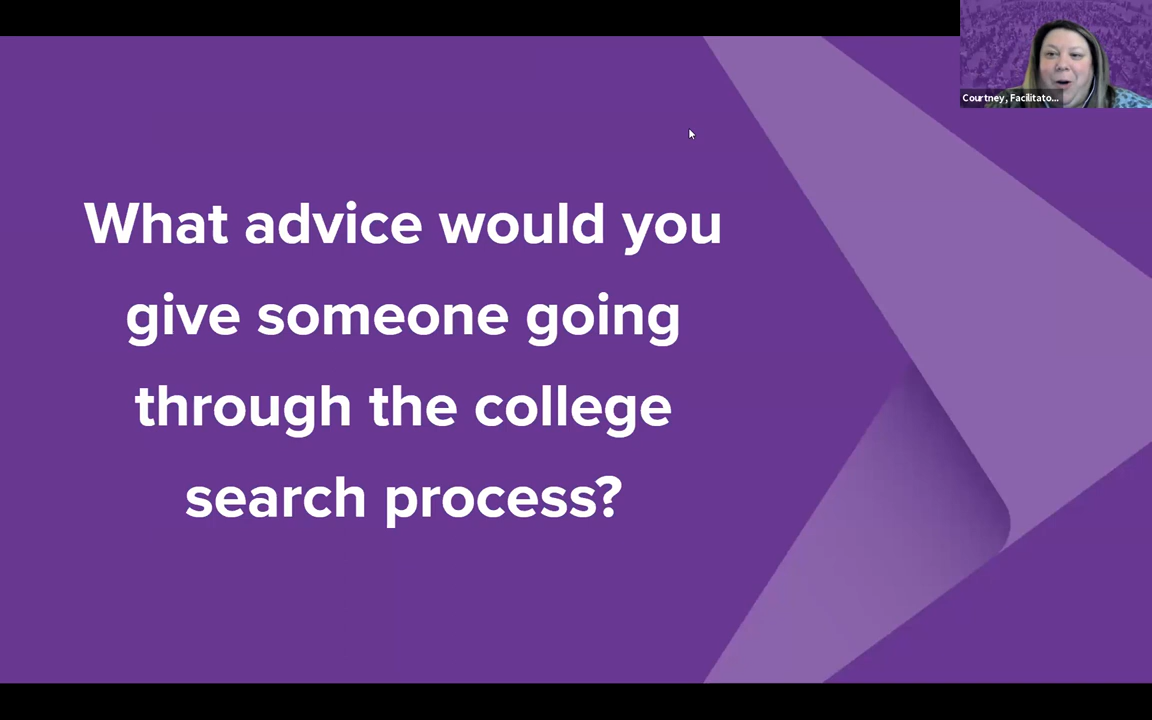 Courtney, Facilitato...
What advice would you
give someone going
through the college
search process?